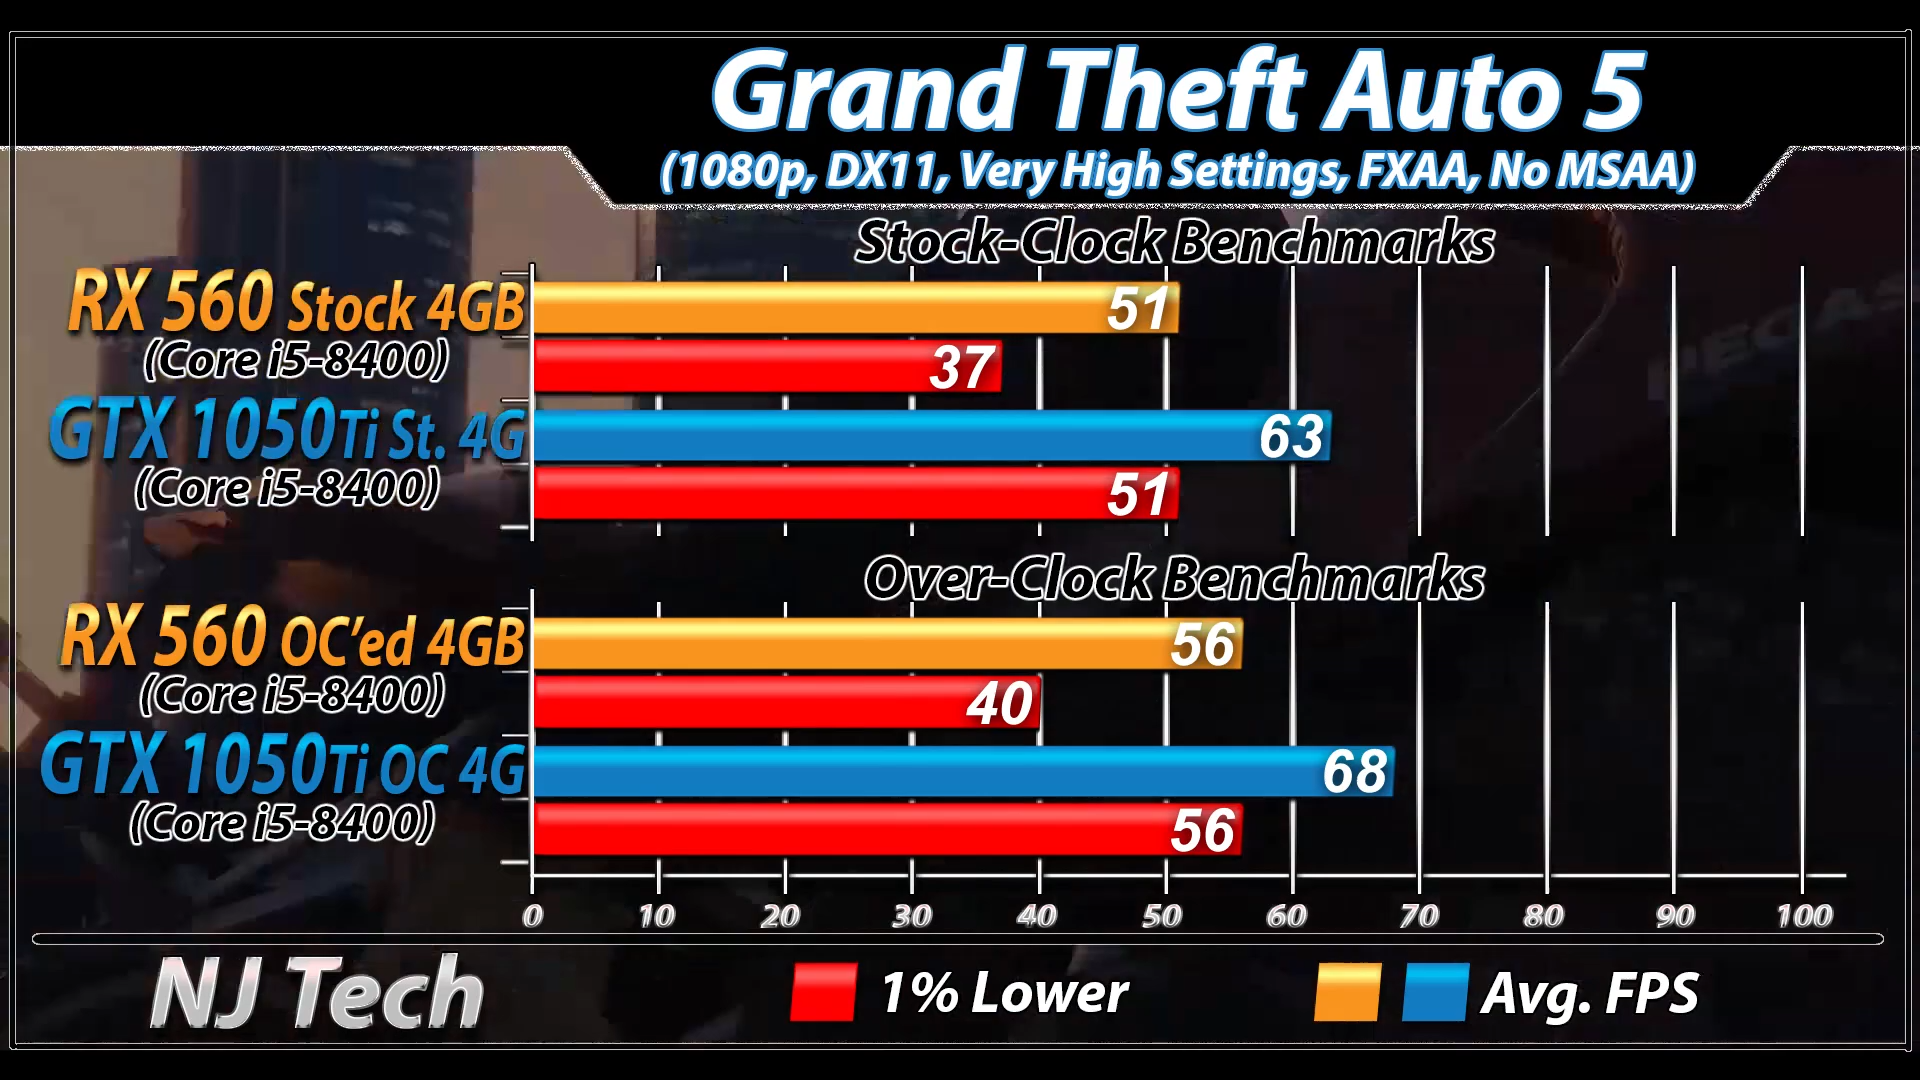 Grand Theft Auto 5
(1080p, DX11, Very High Settings, FXAA, No MSAA)
Stock-Clock Benchmarks
RX 560 Stock 4GB
(Core i5-8400)
51
37
GTX 1050Ti St. 4G
(Core i5-8400)
63
51
Over-Clock Benchmarks
RX 560 OC’ed 4GB
(Core i5-8400)
56
40
GTX 1050Ti OC 4G
(Core i5-8400)
68
56
0 10 20 30 40 50 60 70 80 90 100
NJ Tech
1% Lower
Avg. FPS